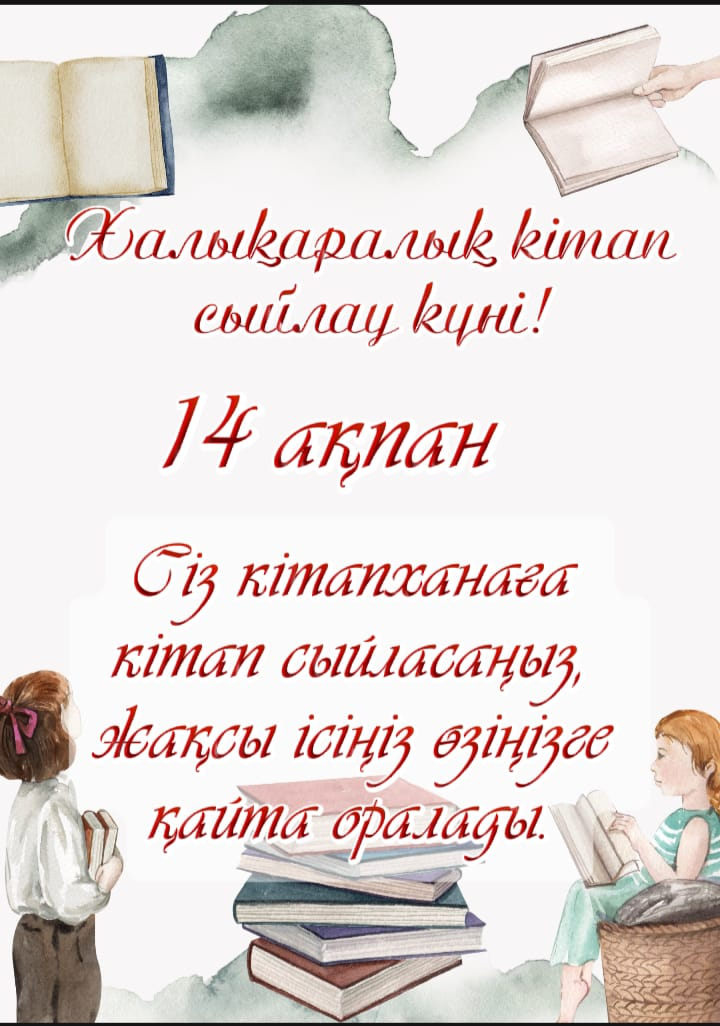 Халықаралық кітап
сыйлау күні!
14 ақпан
Сіз кітапханаға
кітап сыйласаңыз,
жақсы ісіңіз өзіңізге
қайта оралады.